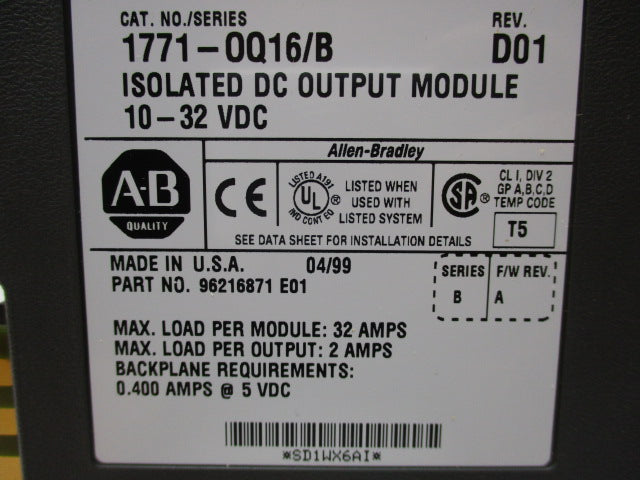 CAT. NO./SERIES REV.
1771-OQ16/B D01
ISOLATED DC OUTPUT MODULE
10-32 VDC
Allen-Bradley
A-B
QUALITY
CE
LISTED A191
UL
IND CONT EQ
®
LISTED WHEN
USED WITH
LISTED SYSTEM
SA ®
CL I, DIV 2
GP A,B,C,D
TEMP CODE
T5
SEE DATA SHEET FOR INSTALLATION DETAILS
MADE IN U.S.A. 04/99
PART NO. 96216871 E01
SERIES F/W REV.
B A
MAX. LOAD PER MODULE: 32 AMPS
MAX. LOAD PER OUTPUT: 2 AMPS
BACKPLANE REQUIREMENTS:
0.400 AMPS @ 5 VDC
*SD1WX6AI*